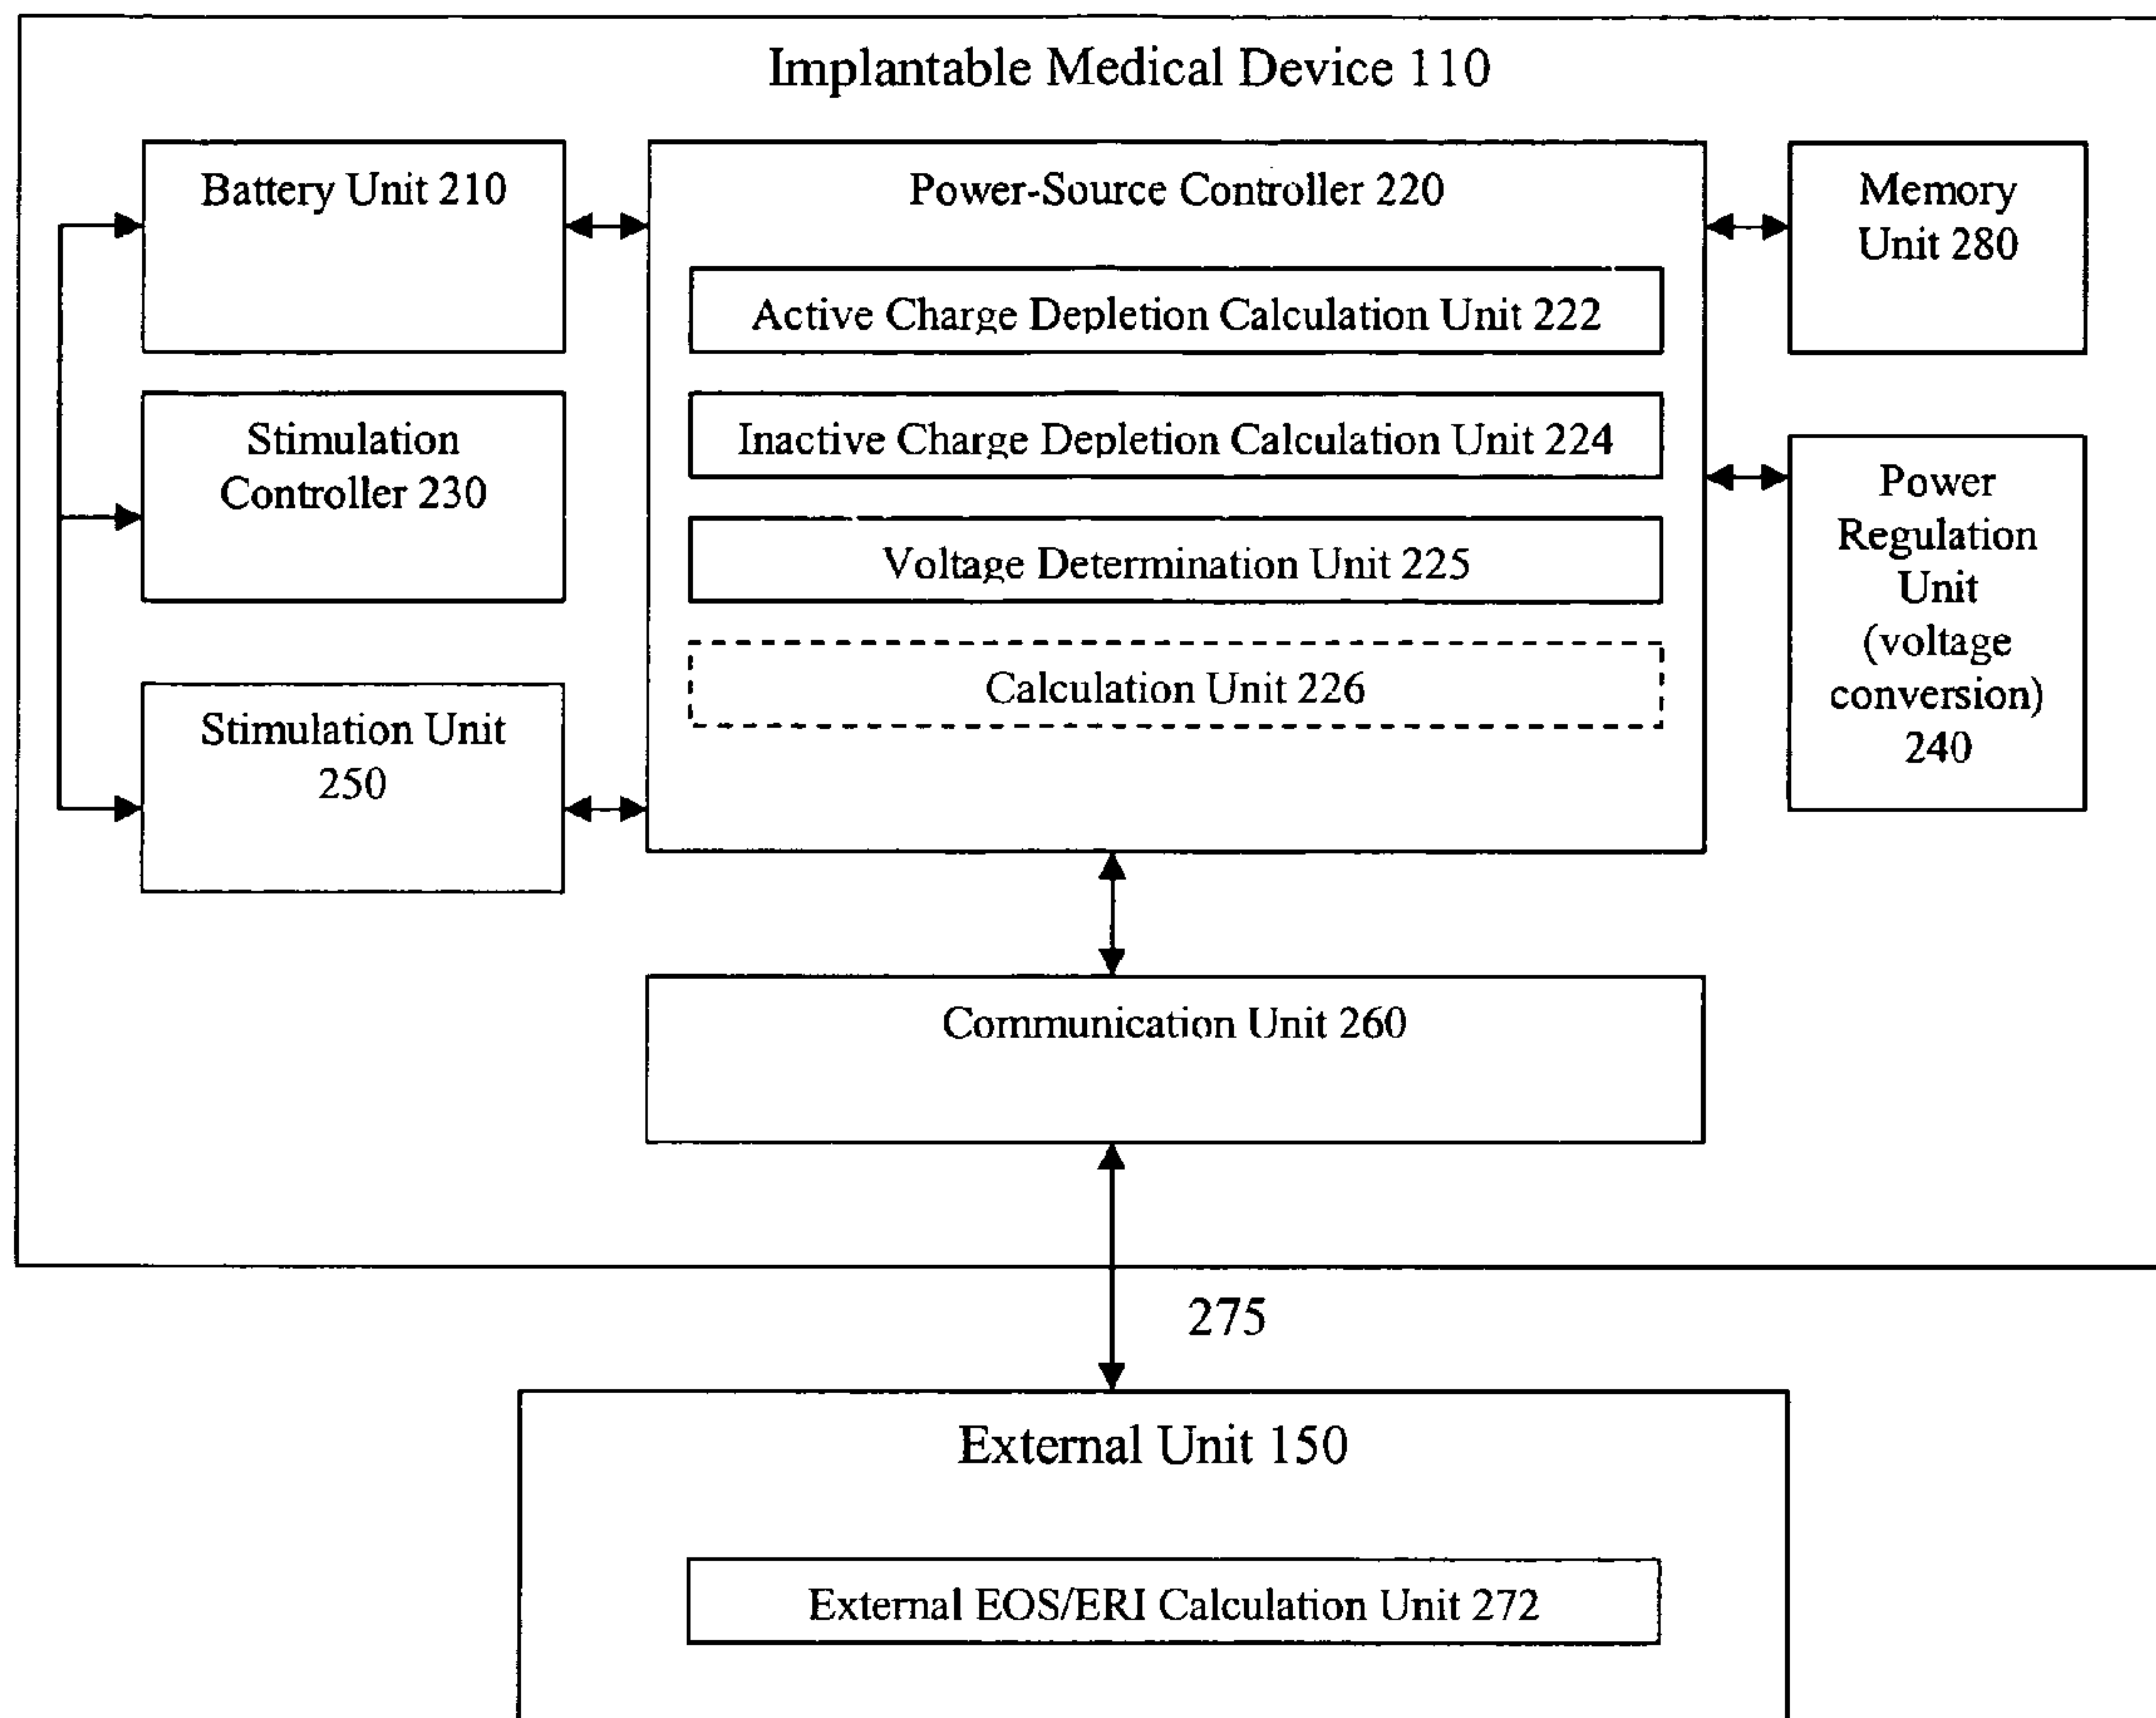 Implantable Medical Device 110
Battery Unit 210
Power-Source Controller 220
Memory
Unit 280
Active Charge Depletion Calculation Unit 222
Inactive Charge Depletion Calculation Unit 224
Stimulation
Controller 230
Voltage Determination Unit 225
Power
Regulation
Unit
(voltage
conversion)
240
Calculation Unit 226
Stimulation Unit
250
Communication Unit 260
275
External Unit 150
External EOS/ERI Calculation Unit 272